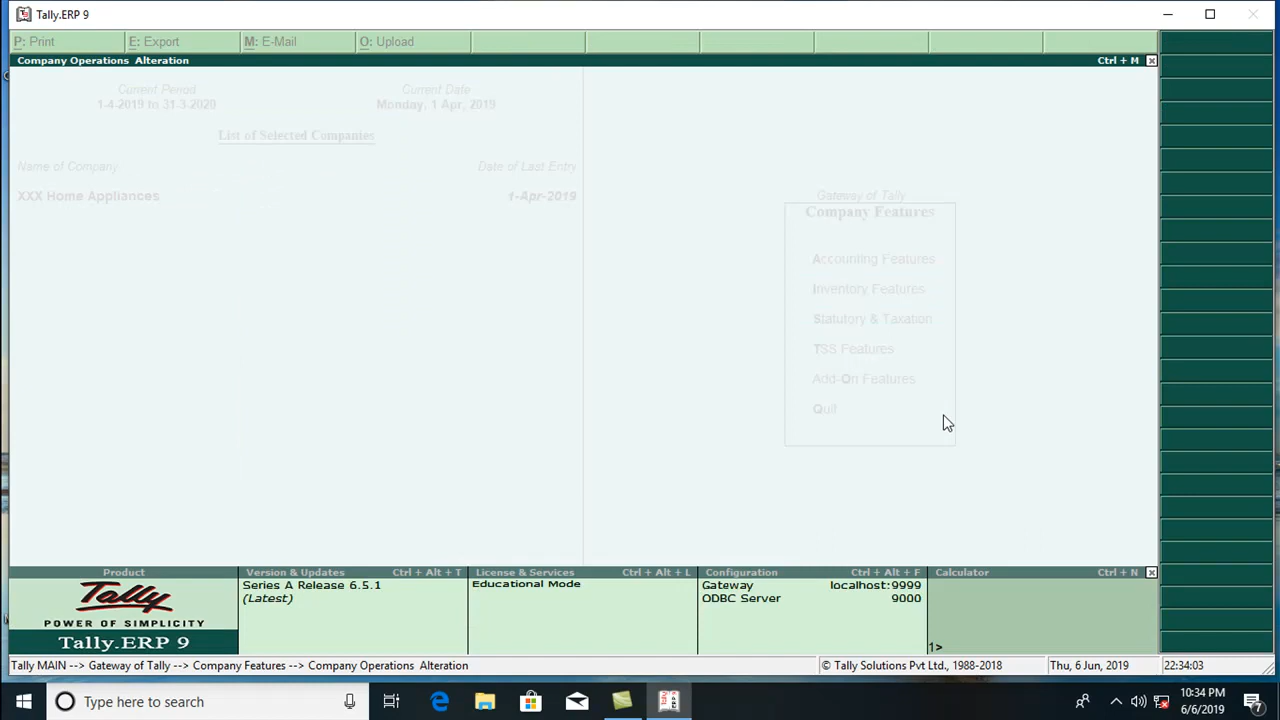 Tally.ERP 9
P: Print E: Export M: E-Mail O: Upload
Company Operations Alteration Ctrl + M
Current Period Current Date
1-4-2019 to 31-3-2020 Monday, 1 Apr, 2019
List of Selected Companies
Name of Company Date of Last Entry
XXX Home Appliances 1-Apr-2019
Gateway of Tally
Company Features
Accounting Features
Inventory Features
Statutory & Taxation
TSS Features
Add-On Features
Quit
Product Version & Updates Ctrl + Alt + T License & Services Ctrl + Alt + L Configuration Ctrl + Alt + F Calculator Ctrl + N
Tally
POWER OF SIMPLICITY
Tally.ERP 9
Series A Release 6.5.1
(Latest)
Educational Mode
Gateway localhost:9999
ODBC Server 9000
1>
Tally MAIN --> Gateway of Tally --> Company Features --> Company Operations Alteration © Tally Solutions Pvt Ltd., 1988-2018 Thu, 6 Jun, 2019 22:34:03
Type here to search
10:34 PM
6/6/2019
7